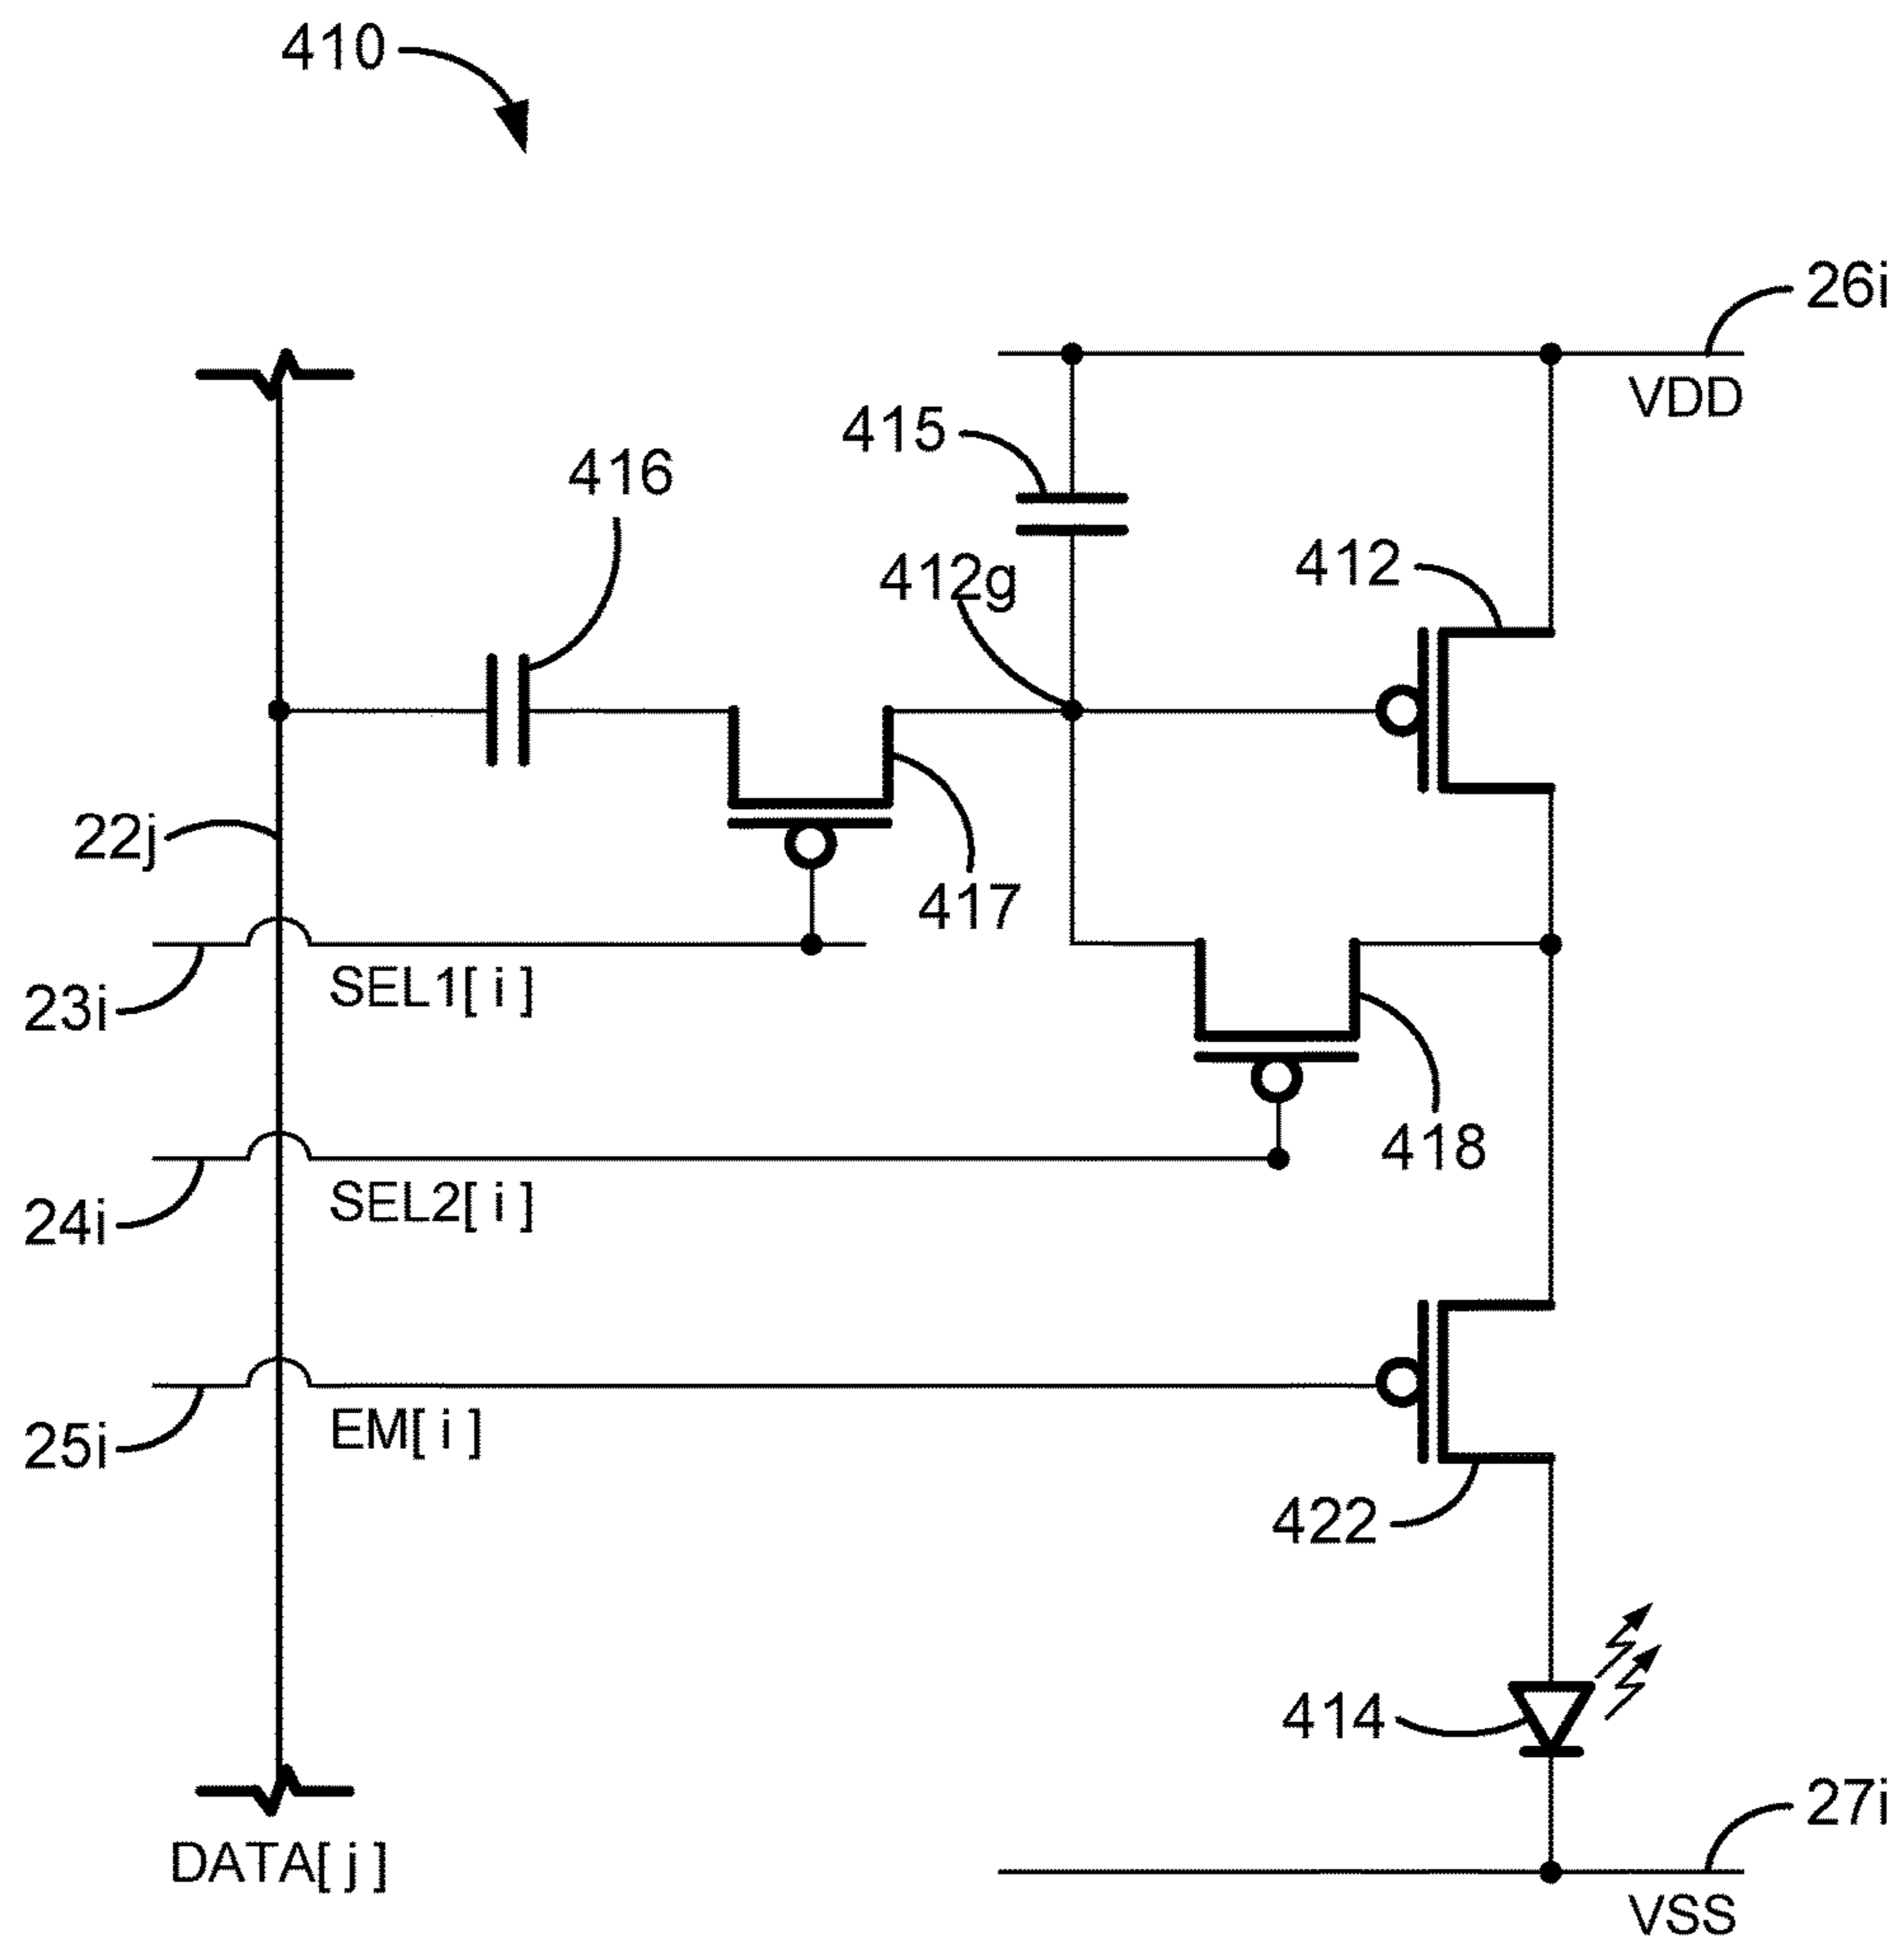 410
26i
VDD
415
416
412
412g
22j
417
SEL1[ i ]
23i
418
SEL2[ i ]
24i
EM[ i ]
25i
422
414
27i
DATA[ j ]
VSS